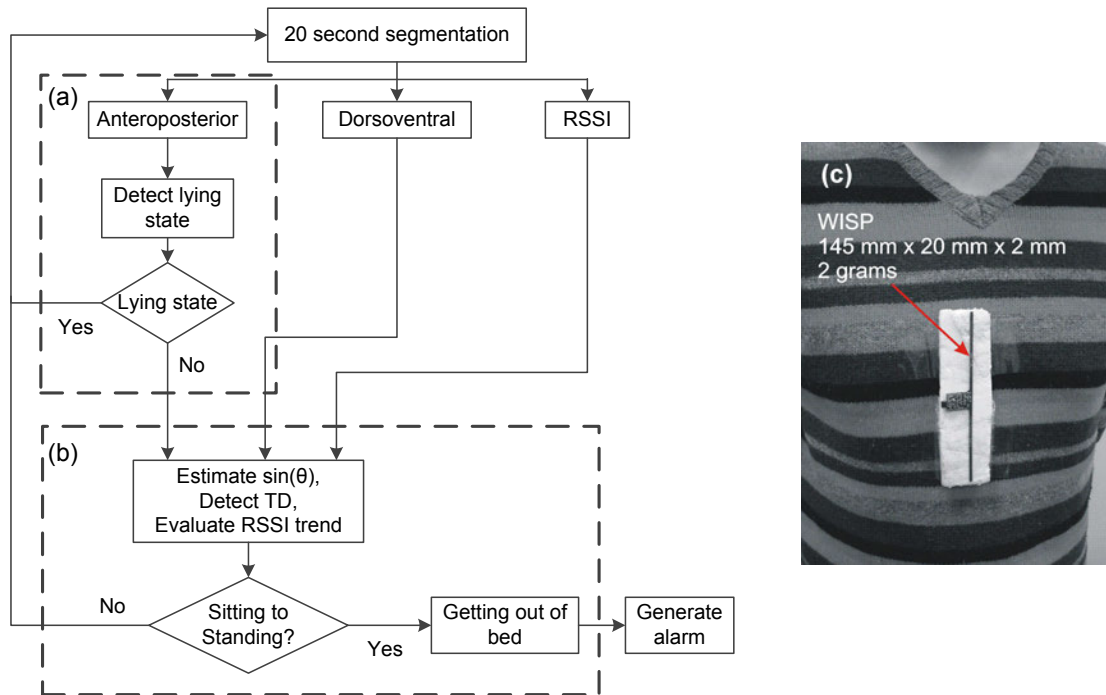 20 second segmentation
(a)
Anteroposterior
Dorsoventral
RSSI
Detect lying
state
Lying state
Yes
No
(b)
Estimate sin(θ),
Detect TD,
Evaluate RSSI trend
Sitting to
Standing?
No
Yes
Getting out of
bed
Generate
alarm
(c)
WISP
145 mm x 20 mm x 2 mm
2 grams